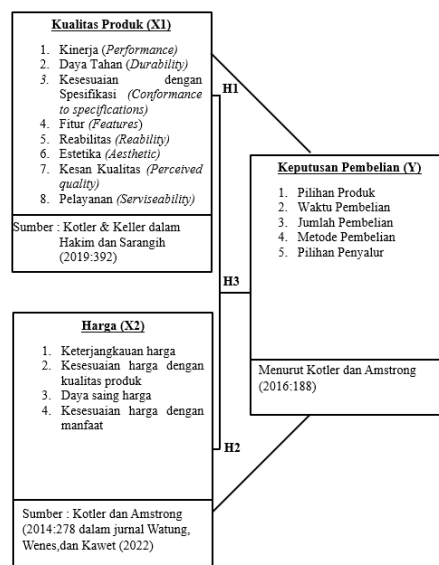 Kualitas Produk (X1)
1. Kinerja (Performance)
2. Daya Tahan (Durability)
3. Kesesuaian dengan
Spesifikasi (Conformance
to specifications)
4. Fitur (Features)
5. Reabilitas (Reability)
6. Estetika (Aesthetic)
7. Kesan Kualitas (Perceived
quality)
8. Pelayanan (Serviseability)
Sumber : Kotler & Keller dalam
Hakim dan Sarangih
(2019:392)
H1
H3
H2
Harga (X2)
1. Keterjangkauan harga
2. Kesesuaian harga dengan
kualitas produk
3. Daya saing harga
4. Kesesuaian harga dengan
manfaat
Sumber : Kotler dan Amstrong
(2014:278 dalam jurnal Watung,
Wenes,dan Kawet (2022)
Keputusan Pembelian (Y)
1. Pilihan Produk
2. Waktu Pembelian
3. Jumlah Pembelian
4. Metode Pembelian
5. Pilihan Penyalur
Menurut Kotler dan Amstrong
(2016:188)